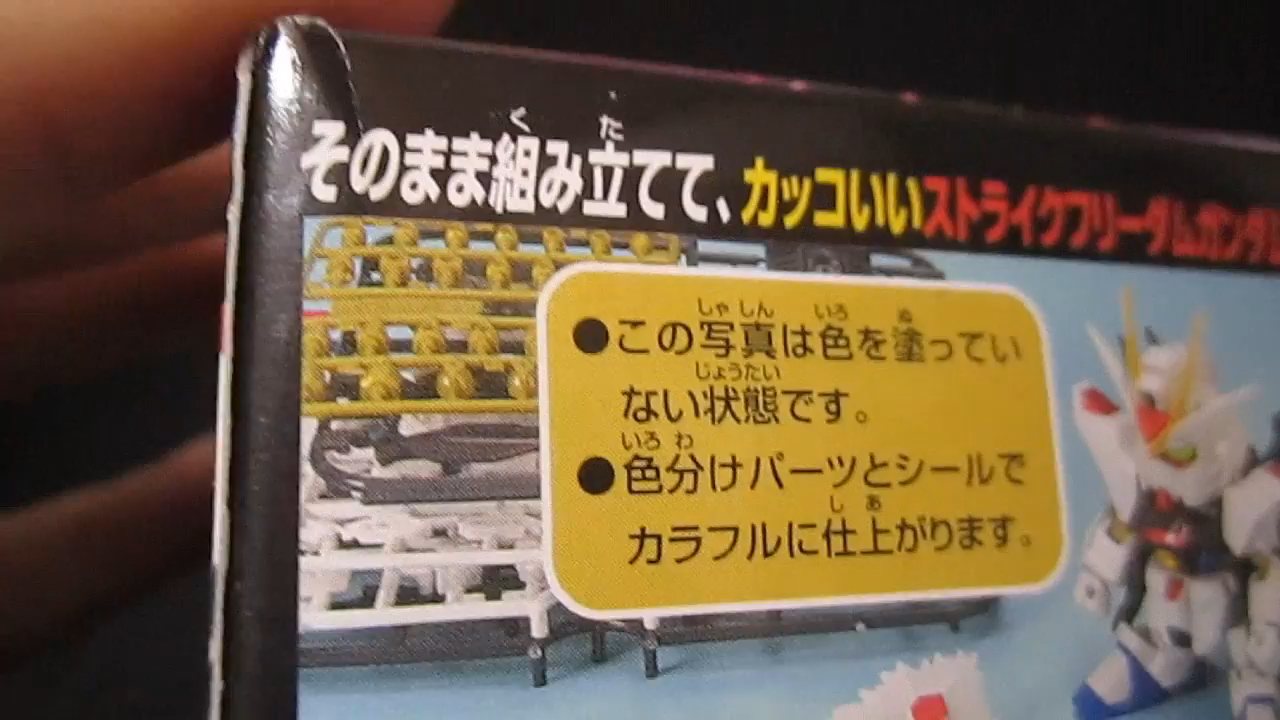 そのまま組み立てて、カッコいいストライクフリーダムガンダ
●この写真は色を塗ってい
ない状態です。
●色分けパーツとシールで
カラフルに仕上がります。